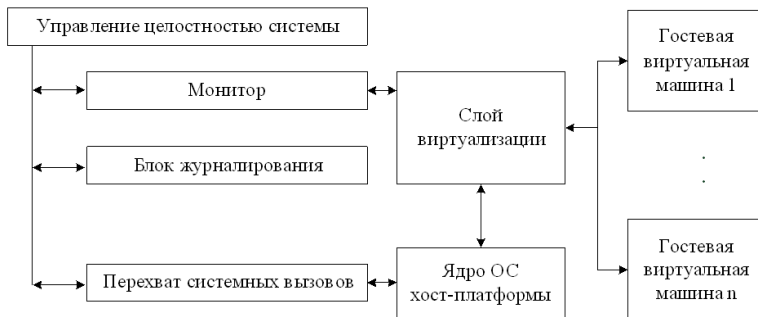 Управление целостностью системы
Монитор
Блок журналирования
Перехват системных вызовов
Слой
виртуализации
Ядро ОС
хост-платформы
Гостевая
виртуальная
машина 1
.
.
Гостевая
виртуальная
машина n